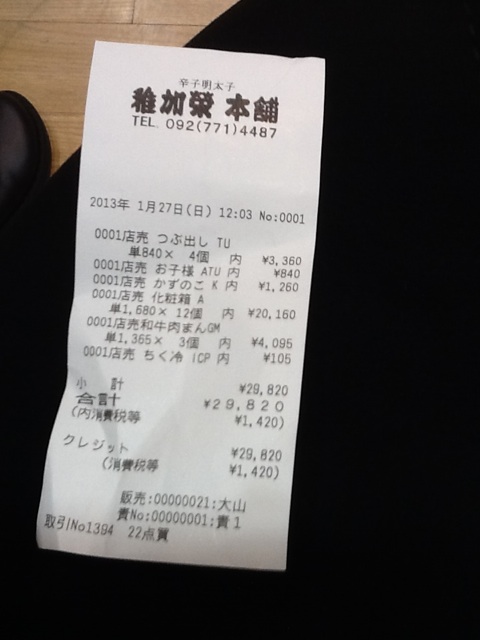 辛子明太子
稚加榮 本舗
TEL. 092(771)4487
2013年 1月27日(日) 12:03 No:0001
0001店売 つぶ出し TU
単840× 4個 内 ¥3,360
0001店売 お子様 ATU 内 ¥840
0001店売 かずのこ K 内 ¥1,260
0001店売 化粧箱 A
単1,680× 12個 内 ¥20,160
0001店売和牛肉まんGM
単1,365× 3個 内 ¥4,095
0001店売 ちく冷 ICP 内 ¥105
小計 ¥29,820
合計 ¥29,820
(内消費税等 ¥1,420)
クレジット ¥29,820
(消費税等 ¥1,420)
販売:00000021:大山
責No:00000001:責1
取引No1394 22点買